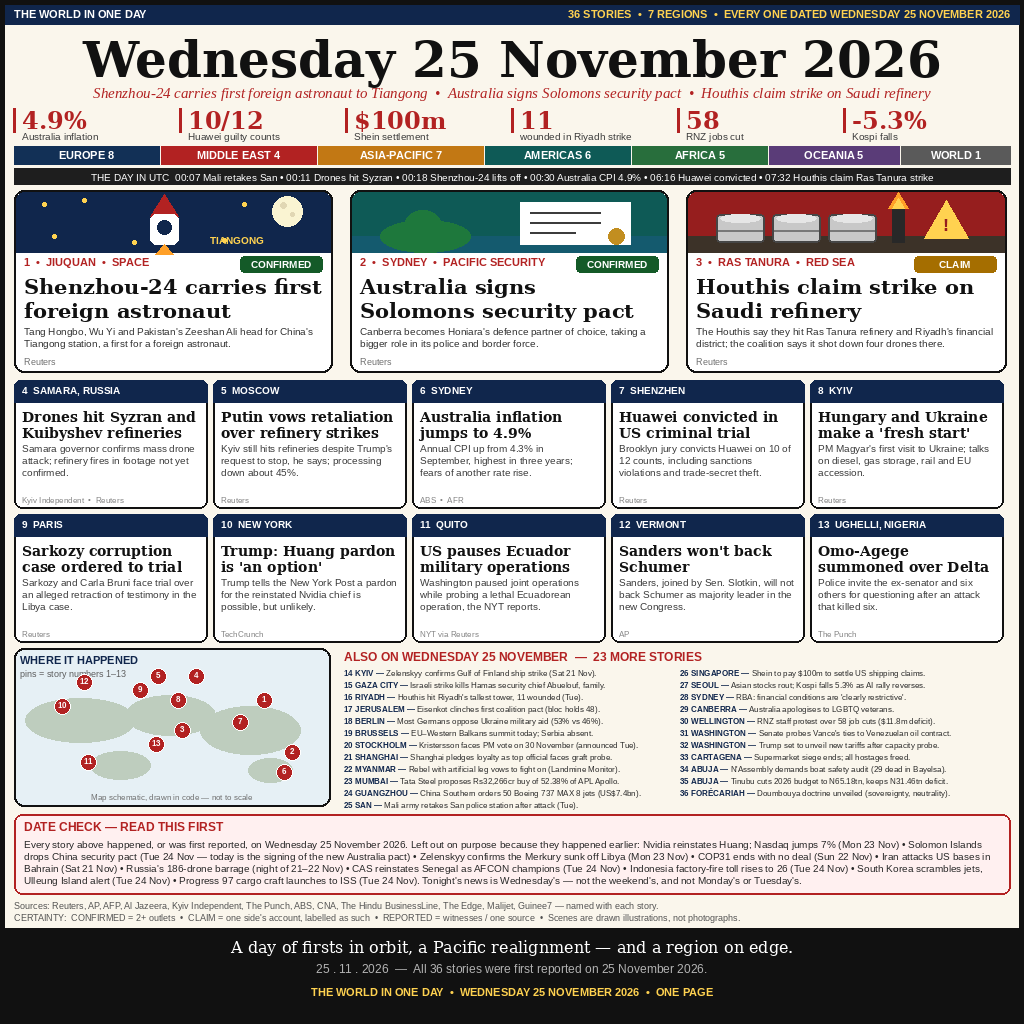 THE WORLD IN ONE DAY
36 STORIES • 7 REGIONS • EVERY ONE DATED WEDNESDAY 25 NOVEMBER 2026
Wednesday 25 November 2026
Shenzhou-24 carries first foreign astronaut to Tiangong • Australia signs Solomons security pact • Houthis claim strike on Saudi refinery
4.9%
Australia inflation
10/12
Huawei guilty counts
$100m
Shein settlement
11
wounded in Riyadh strike
58
RNZ jobs cut
-5.3%
Kospi falls
EUROPE 8
MIDDLE EAST 4
ASIA-PACIFIC 7
AMERICAS 6
AFRICA 5
OCEANIA 5
WORLD 1
THE DAY IN UTC 00:07 Mali retakes San • 00:11 Drones hit Syzran • 00:18 Shenzhou-24 lifts off • 00:30 Australia CPI 4.9% • 06:16 Huawei convicted • 07:32 Houthis claim Ras Tanura strike
TIANGONG
1 • JIUQUAN • SPACE
CONFIRMED
Shenzhou-24 carries first
foreign astronaut
Tang Hongbo, Wu Yi and Pakistan's Zeeshan Ali head for China's
Tiangong station, a first for a foreign astronaut.
Reuters
2 • SYDNEY • PACIFIC SECURITY
CONFIRMED
Australia signs
Solomons security pact
Canberra becomes Honiara's defence partner of choice, taking a
bigger role in its police and border force.
Reuters
!
3 • RAS TANURA • RED SEA
CLAIM
Houthis claim strike on
Saudi refinery
The Houthis say they hit Ras Tanura refinery and Riyadh's financial
district; the coalition says it shot down four drones there.
Reuters
4 SAMARA, RUSSIA
Drones hit Syzran and
Kuibyshev refineries
Samara governor confirms mass drone
attack; refinery fires in footage not yet
confirmed.
Kyiv Independent • Reuters
5 MOSCOW
Putin vows retaliation
over refinery strikes
Kyiv still hits refineries despite Trump's
request to stop, he says; processing
down about 45%.
Reuters
6 SYDNEY
Australia inflation
jumps to 4.9%
Annual CPI up from 4.3% in
September, highest in three years;
fears of another rate rise.
ABS • AFR
7 SHENZHEN
Huawei convicted in
US criminal trial
Brooklyn jury convicts Huawei on 10 of
12 counts, including sanctions
violations and trade-secret theft.
Reuters
8 KYIV
Hungary and Ukraine
make a 'fresh start'
PM Magyar's first visit to Ukraine; talks
on diesel, gas storage, rail and EU
accession.
Reuters
9 PARIS
Sarkozy corruption
case ordered to trial
Sarkozy and Carla Bruni face trial over
an alleged retraction of testimony in the
Libya case.
Reuters
10 NEW YORK
Trump: Huang pardon
is 'an option'
Trump tells the New York Post a pardon
for the reinstated Nvidia chief is
possible, but unlikely.
TechCrunch
11 QUITO
US pauses Ecuador
military operations
Washington paused joint operations
while probing a lethal Ecuadorean
operation, the NYT reports.
NYT via Reuters
12 VERMONT
Sanders won't back
Schumer
Sanders, joined by Sen. Slotkin, will not
back Schumer as majority leader in the
new Congress.
AP
13 UGHELLI, NIGERIA
Omo-Agege
summoned over Delta
Police invite the ex-senator and six
others for questioning after an attack
that killed six.
The Punch
WHERE IT HAPPENED
pins = story numbers 1–13
12
5
4
9
10
8
1
7
3
13
2
11
6
Map schematic, drawn in code — not to scale
ALSO ON WEDNESDAY 25 NOVEMBER — 23 MORE STORIES
14 KYIV — Zelenskyy confirms Gulf of Finland ship strike (Sat 21 Nov).
15 GAZA CITY — Israeli strike kills Hamas security chief Abuelouf, family.
16 RIYADH — Houthis hit Riyadh's tallest tower, 11 wounded (Tue).
17 JERUSALEM — Eisenkot clinches first coalition pact (bloc holds 48).
18 BERLIN — Most Germans oppose Ukraine military aid (53% vs 46%).
19 BRUSSELS — EU–Western Balkans summit today; Serbia absent.
20 STOCKHOLM — Kristersson faces PM vote on 30 November (announced Tue).
21 SHANGHAI — Shanghai pledges loyalty as top official faces graft probe.
22 MYANMAR — Rebel with artificial leg vows to fight on (Landmine Monitor).
23 MUMBAI — Tata Steel proposes Rs32,266cr buy of 52.38% of APL Apollo.
24 GUANGZHOU — China Southern orders 50 Boeing 737 MAX 8 jets (US$7.4bn).
25 SAN — Mali army retakes San police station after attack (Tue).
26 SINGAPORE — Shein to pay $100m to settle US shipping claims.
27 SEOUL — Asian stocks rout; Kospi falls 5.3% as AI rally reverses.
28 SYDNEY — RBA: financial conditions are 'clearly restrictive'.
29 CANBERRA — Australia apologises to LGBTQ veterans.
30 WELLINGTON — RNZ staff protest over 58 job cuts ($11.8m deficit).
31 WASHINGTON — Senate probes Vance's ties to Venezuelan oil contract.
32 WASHINGTON — Trump set to unveil new tariffs after capacity probe.
33 CARTAGENA — Supermarket siege ends; all hostages freed.
34 ABUJA — N'Assembly demands boat safety audit (29 dead in Bayelsa).
35 ABUJA — Tinubu cuts 2026 budget to N65.18tn, keeps N31.46tn deficit.
36 FORÉCARIAH — Doumbouya doctrine unveiled (sovereignty, neutrality).
DATE CHECK — READ THIS FIRST
Every story above happened, or was first reported, on Wednesday 25 November 2026. Left out on purpose because they happened earlier: Nvidia reinstates Huang; Nasdaq jumps 7% (Mon 23 Nov) • Solomon Islands
drops China security pact (Tue 24 Nov — today is the signing of the new Australia pact) • Zelenskyy confirms the Merkury sunk off Libya (Mon 23 Nov) • COP31 ends with no deal (Sun 22 Nov) • Iran attacks US bases in
Bahrain (Sat 21 Nov) • Russia's 186-drone barrage (night of 21–22 Nov) • CAS reinstates Senegal as AFCON champions (Tue 24 Nov) • Indonesia factory-fire toll rises to 26 (Tue 24 Nov) • South Korea scrambles jets,
Ulleung Island alert (Tue 24 Nov) • Progress 97 cargo craft launches to ISS (Tue 24 Nov). Tonight's news is Wednesday's — not the weekend's, and not Monday's or Tuesday's.
Sources: Reuters, AP, AFP, Al Jazeera, Kyiv Independent, The Punch, ABS, CNA, The Hindu BusinessLine, The Edge, Malijet, Guinee7 — named with each story.
CERTAINTY: CONFIRMED = 2+ outlets • CLAIM = one side's account, labelled as such • REPORTED = witnesses / one source • Scenes are drawn illustrations, not photographs.
A day of firsts in orbit, a Pacific realignment — and a region on edge.
25 . 11 . 2026 — All 36 stories were first reported on 25 November 2026.
THE WORLD IN ONE DAY • WEDNESDAY 25 NOVEMBER 2026 • ONE PAGE